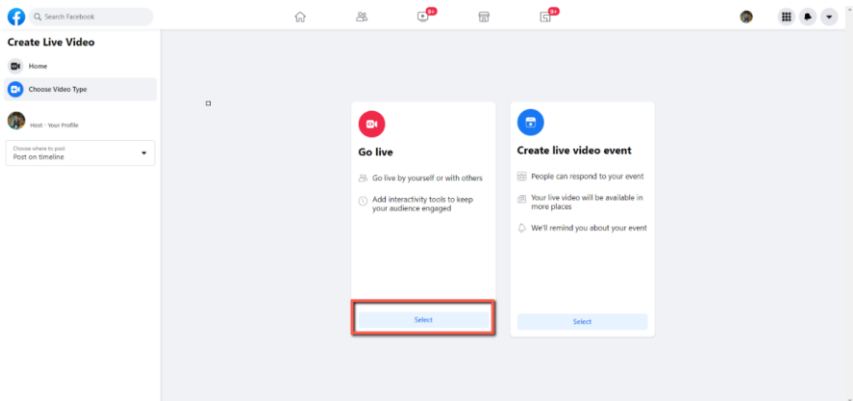 Search Facebook
9+
9+
Create Live Video
Home
Choose Video Type
Host - Your Profile
Choose where to post
Post on timeline
Go live
Go live by yourself or with others
Add interactivity tools to keep
your audience engaged
Select
Create live video event
People can respond to your event
Your live video will be available in
more places
We'll remind you about your event
Select